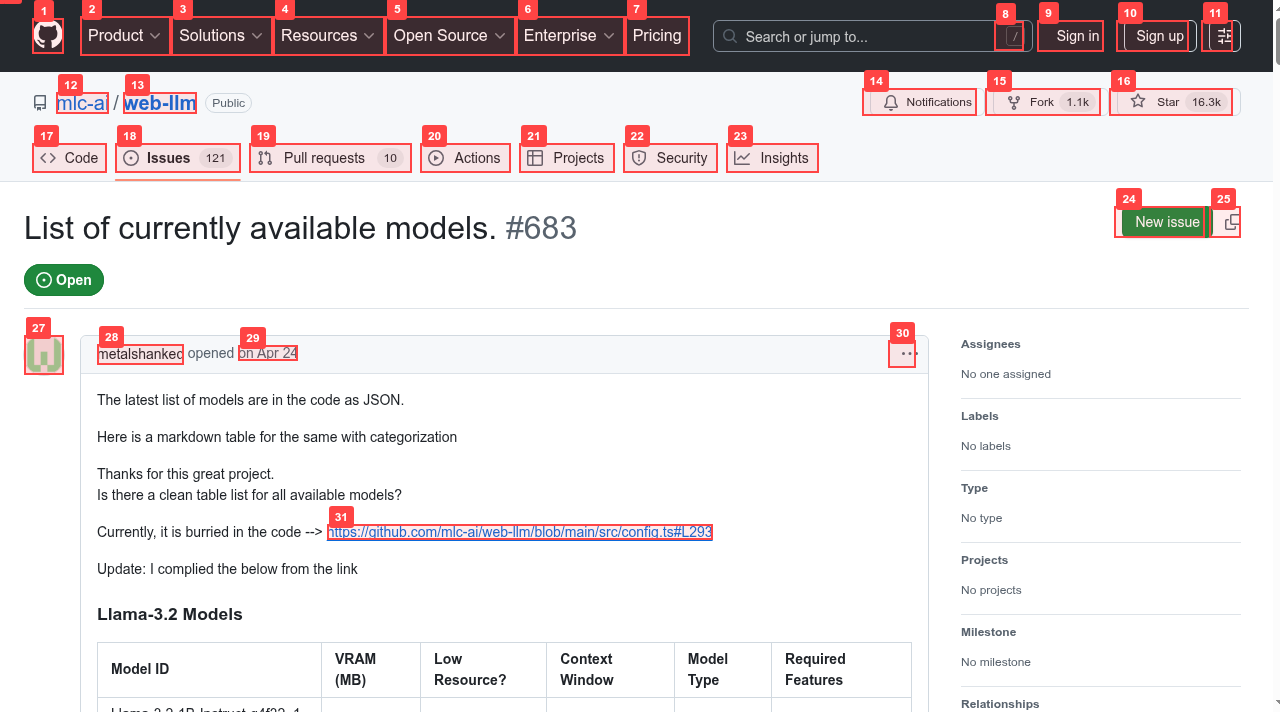 1 2 3 4 5 6 7 8 9 10 11
Product Solutions Resources Open Source Enterprise Pricing Search or jump to... / Sign in Sign up
12 13 14 15 16
mlc-ai / web-llm Public Notifications Fork 1.1k Star 16.3k
17 18 19 20 21 22 23
Code Issues 121 Pull requests 10 Actions Projects Security Insights
24 25
List of currently available models. #683 New issue
Open
27 28 29 30
metalshanked opened on Apr 24
The latest list of models are in the code as JSON.
Here is a markdown table for the same with categorization
Thanks for this great project.
Is there a clean table list for all available models?
31
Currently, it is burried in the code --> https://github.com/mlc-ai/web-llm/blob/main/src/config.ts#L293
Update: I complied the below from the link
Llama-3.2 Models
Model ID VRAM (MB) Low Resource? Context Window Model Type Required Features
Assignees
No one assigned
Labels
No labels
Type
No type
Projects
No projects
Milestone
No milestone
Relationships